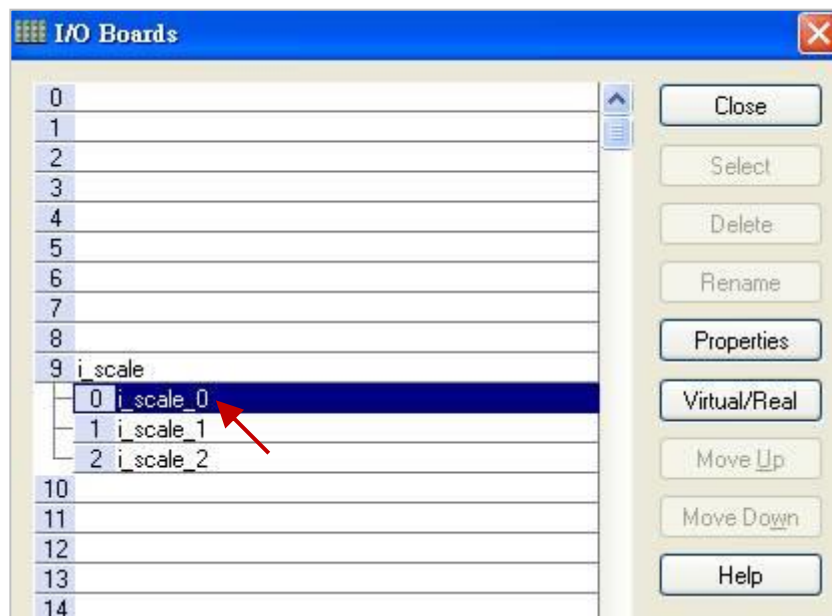 I/O Boards
0
1
2
3
4
5
6
7
8
9 i_scale
0 i_scale_0
1 i_scale_1
2 i_scale_2
10
11
12
13
14
Close
Select
Delete
Rename
Properties
Virtual/Real
Move Up
Move Down
Help